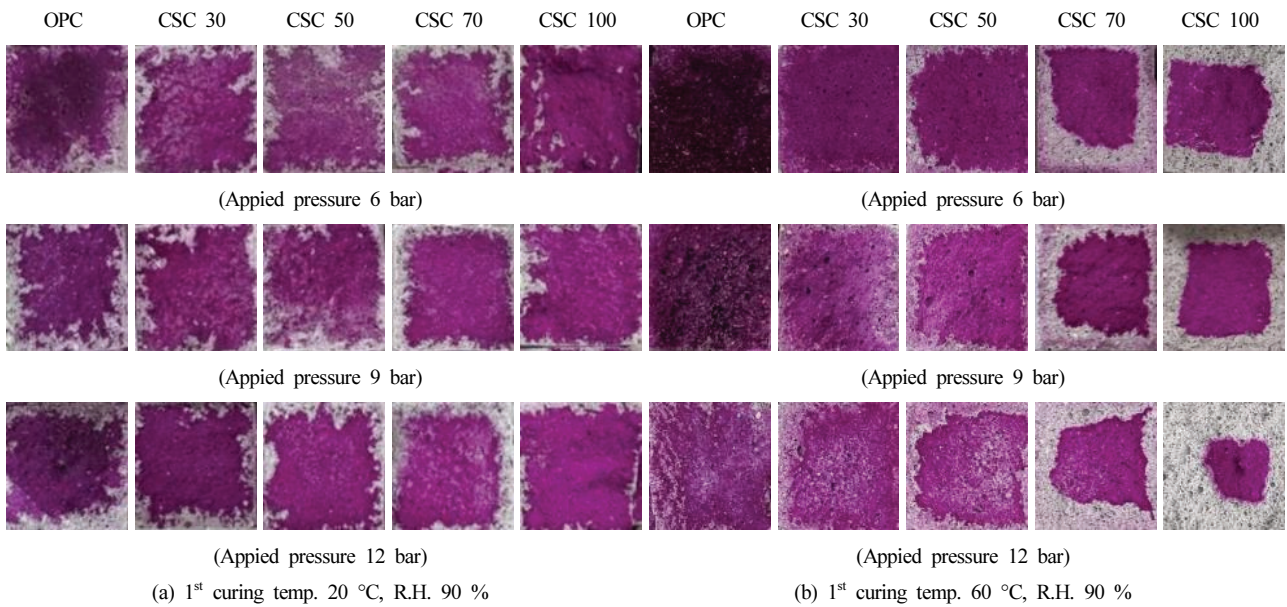 OPC CSC 30 CSC 50 CSC 70 CSC 100 OPC CSC 30 CSC 50 CSC 70 CSC 100
(Appied pressure 6 bar) (Appied pressure 6 bar)
(Appied pressure 9 bar) (Appied pressure 9 bar)
(Appied pressure 12 bar) (Appied pressure 12 bar)
(a) 1st curing temp. 20 °C, R.H. 90 % (b) 1st curing temp. 60 °C, R.H. 90 %